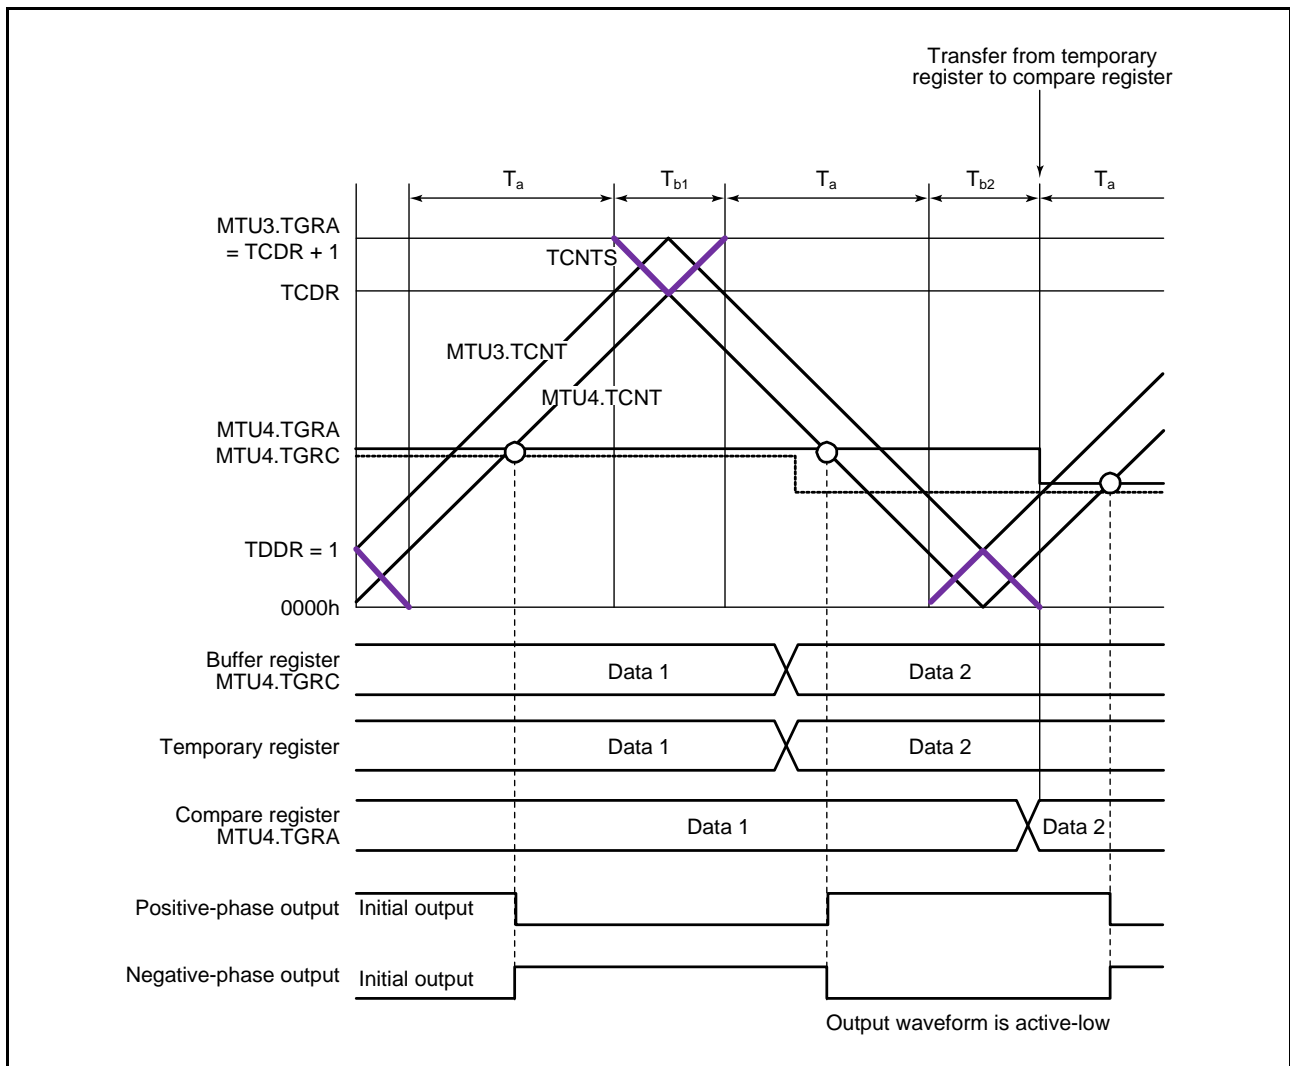 Transfer from temporary
register to compare register
Ta
Tb1
Ta
Tb2
Ta
MTU3.TGRA
= TCDR + 1
TCNTS
TCDR
MTU3.TCNT
MTU4.TCNT
MTU4.TGRA
MTU4.TGRC
TDDR = 1
0000h
Buffer register
MTU4.TGRC
Data 1
Data 2
Temporary register
Data 1
Data 2
Compare register
MTU4.TGRA
Data 1
Data 2
Positive-phase output
Initial output
Negative-phase output
Initial output
Output waveform is active-low